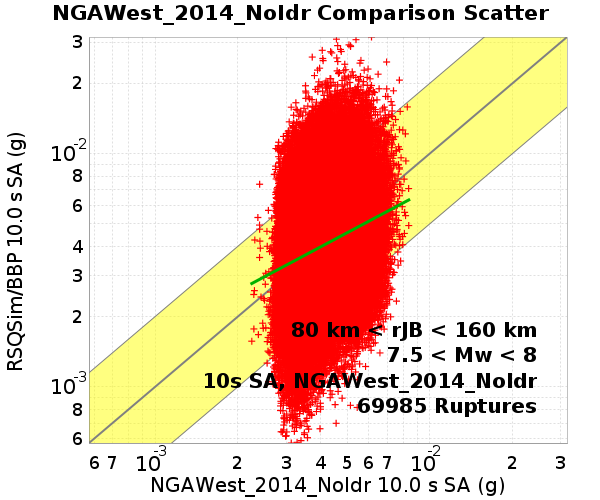 NGAWest_2014_NoIdr Comparison Scatter
RSQSim/BBP 10.0 s SA (g)
3
2
10-2
8
6
4
3
2
10-3
8
6
80 km < rJB < 160 km
7.5 < Mw < 8
10s SA, NGAWest_2014_NoIdr
69985 Ruptures
6 7 10-3 2 3 4 5 6 7 10-2 2 3
NGAWest_2014_NoIdr 10.0 s SA (g)